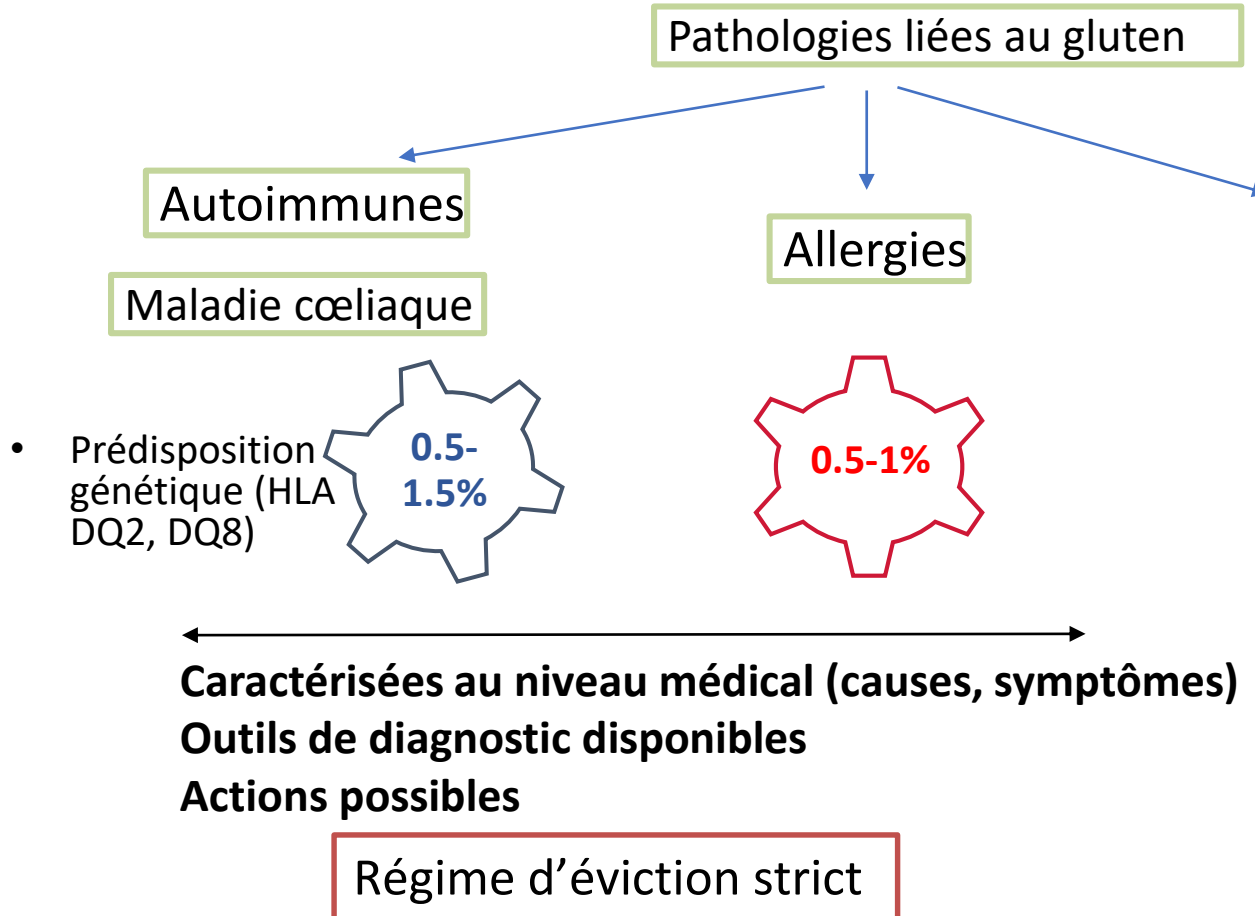 Pathologies liées au gluten
Autoimmunes
Allergies
Maladie cœliaque
• Prédisposition
génétique (HLA
DQ2, DQ8)
0.5-
1.5%
0.5-1%
Caractérisées au niveau médical (causes, symptômes)
Outils de diagnostic disponibles
Actions possibles
Régime d’éviction strict